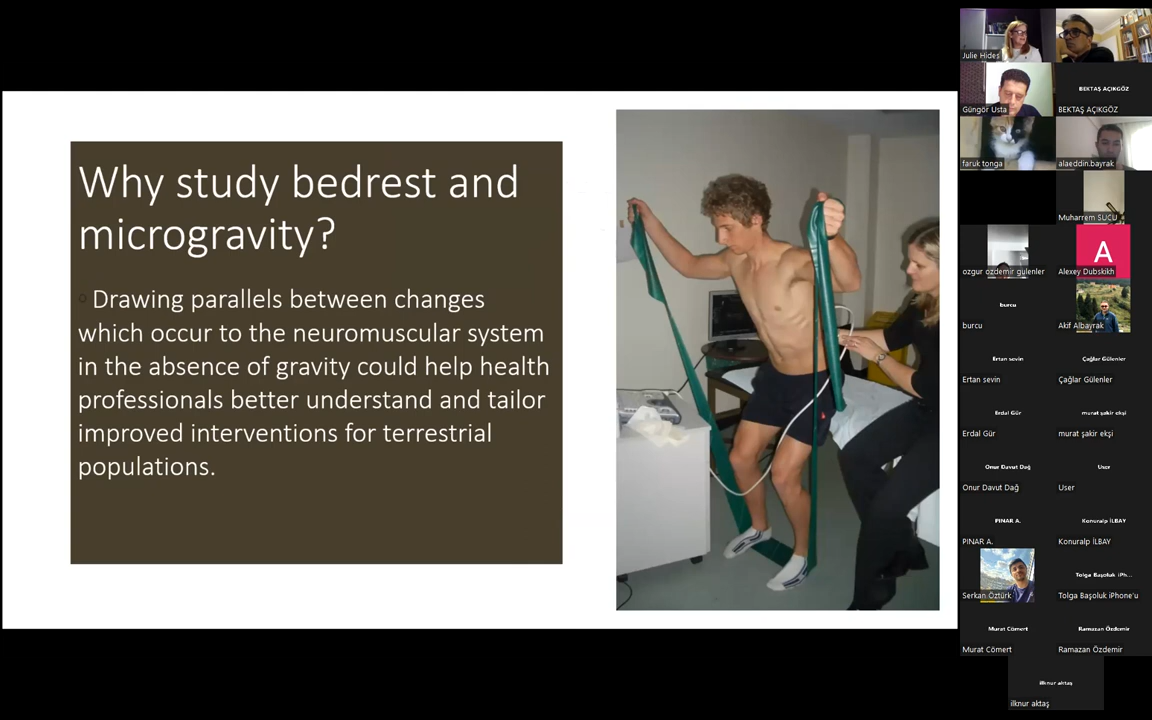 Why study bedrest and
microgravity?
Drawing parallels between changes
which occur to the neuromuscular system
in the absence of gravity could help health
professionals better understand and tailor
improved interventions for terrestrial
populations.
Julie Hides
Güngör Usta
BEKTAŞ AÇIKGÖZ
BEKTAŞ AÇIKGÖZ
faruk tonga
alaeddin.bayrak
Muharrem SUCU
ozgur ozdemir gulenler
A
Alexey Dubskikh
burcu
burcu
Akif Albayrak
Ertan sevin
Ertan sevin
Çağlar Gülenler
Çağlar Gülenler
Erdal Gür
Erdal Gür
murat şakir ekşi
murat şakir ekşi
Onur Davut Dağ
Onur Davut Dağ
User
User
PINAR A.
PINAR A.
Konuralp İLBAY
Konuralp İLBAY
Serkan Öztürk
Tolga Başoluk iPh...
Tolga Başoluk iPhone'u
Murat Cömert
Murat Cömert
Ramazan Özdemir
Ramazan Özdemir
ilknur aktaş
ilknur aktaş